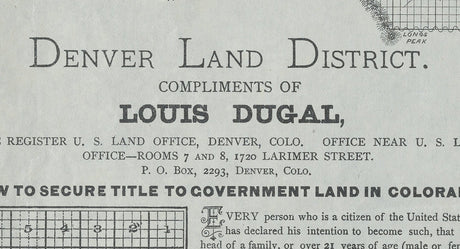 LONGS
PEAK
DENVER LAND DISTRICT.
COMPLIMENTS OF
LOUIS DUGAL,
REGISTER U. S. LAND OFFICE, DENVER, COLO. OFFICE NEAR U. S.
OFFICE—ROOMS 7 AND 8, 1720 LARIMER STREET.
P. O. BOX, 2293, DENVER, COLO.
TO SECURE TITLE TO GOVERNMENT LAND IN
5 4 3 2 1
EVERY person who is a citizen of the United
has declared his intention to become such, that
head of a family, or over 21 years of age (male or